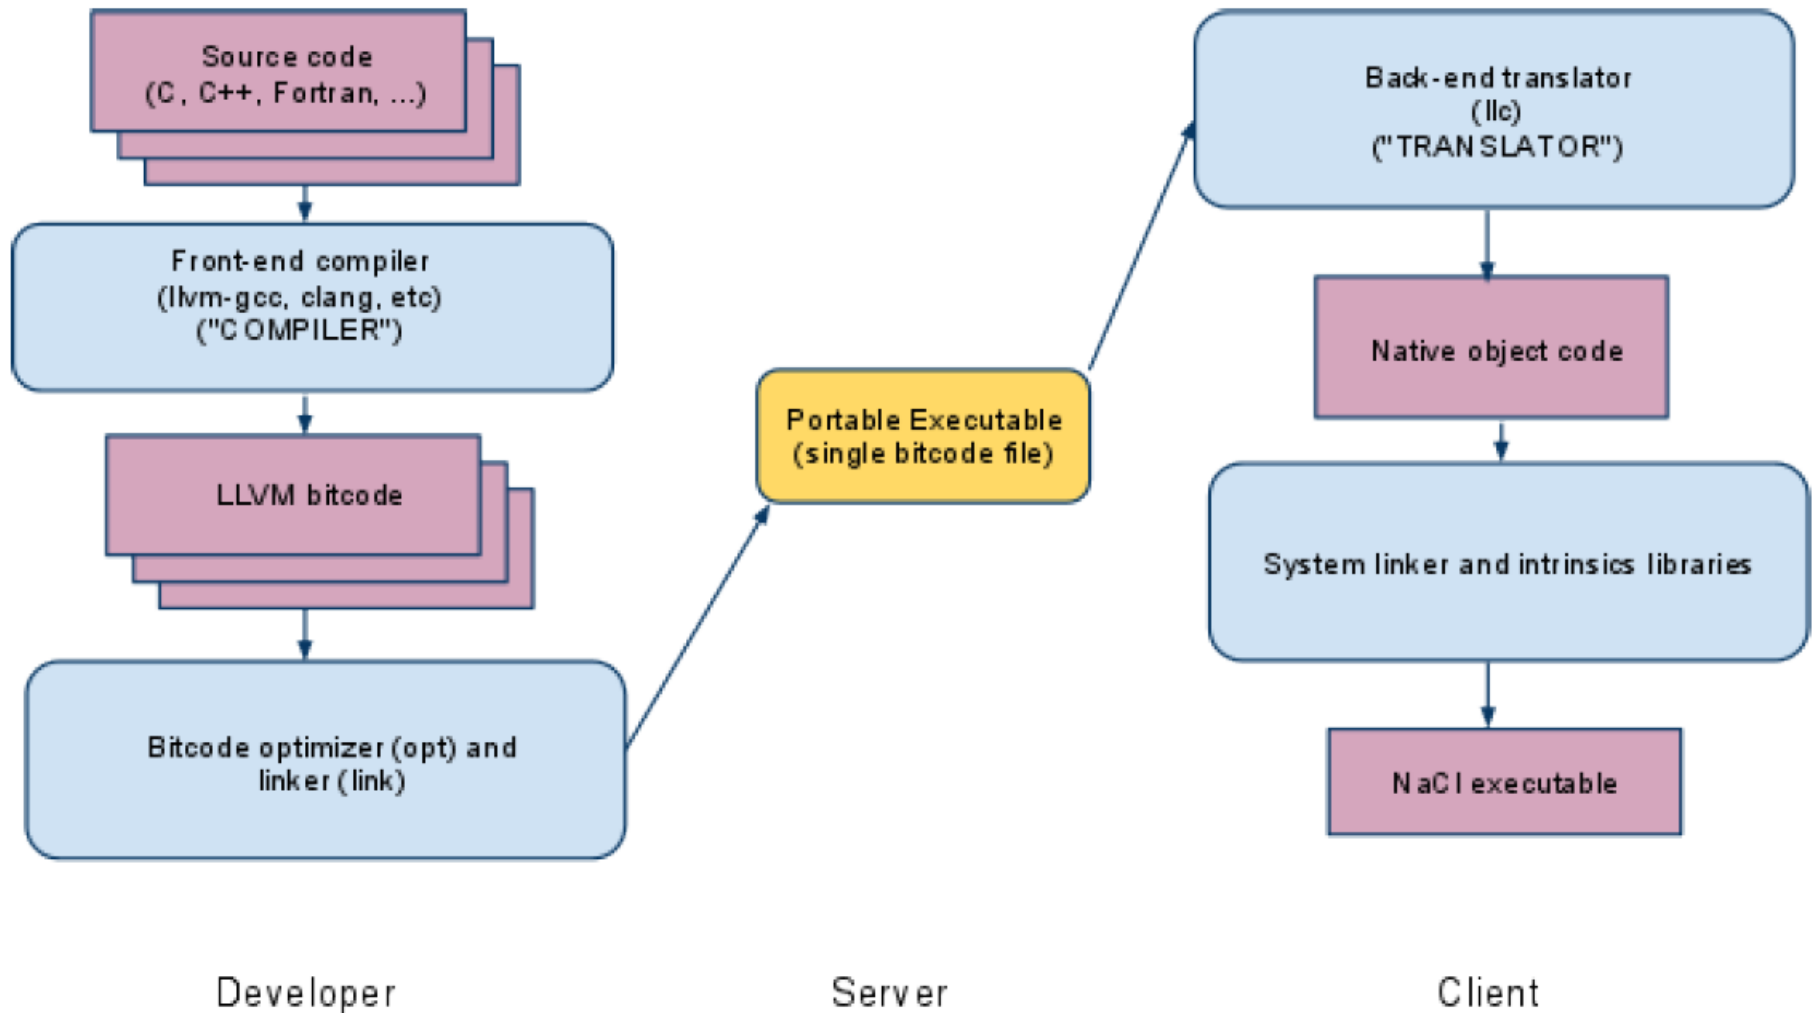 Source code
(C, C++, Fortran, ...)
Front-end compiler
(llvm-gcc, clang, etc)
("COMPILER")
LLVM bitcode
Bitcode optimizer (opt) and
linker (link)
Portable Executable
(single bitcode file)
Back-end translator
(llc)
("TRANSLATOR")
Native object code
System linker and intrinsics libraries
NaCl executable
Developer
Server
Client